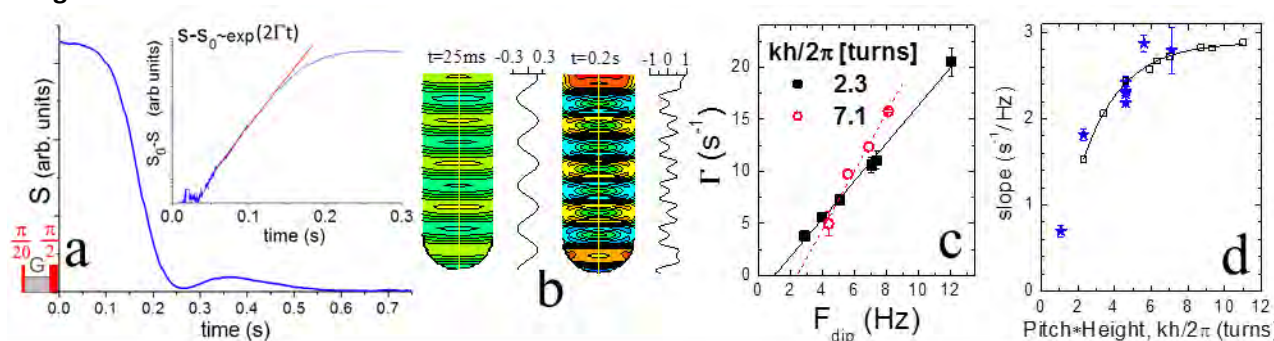 a
S (arb. units)
π/20
G
π/2
0.0 0.1 0.2 0.3 0.4 0.5 0.6 0.7
time (s)
S-S₀~exp(2Γt)
S₀-S (arb units)
0.0 0.1 0.2 0.3
time (s)
t=25ms
-0.3 0.3
t=0.2s
-1 0 1
b
kh/2π [turns]
2.3
7.1
20
15
10
5
0
Γ (s⁻¹)
0 2 4 6 8 10 12
F_dip (Hz)
c
3
2
1
0
slope (s⁻¹/Hz)
0 2 4 6 8 10
Pitch*Height, kh/2π (turns)
d